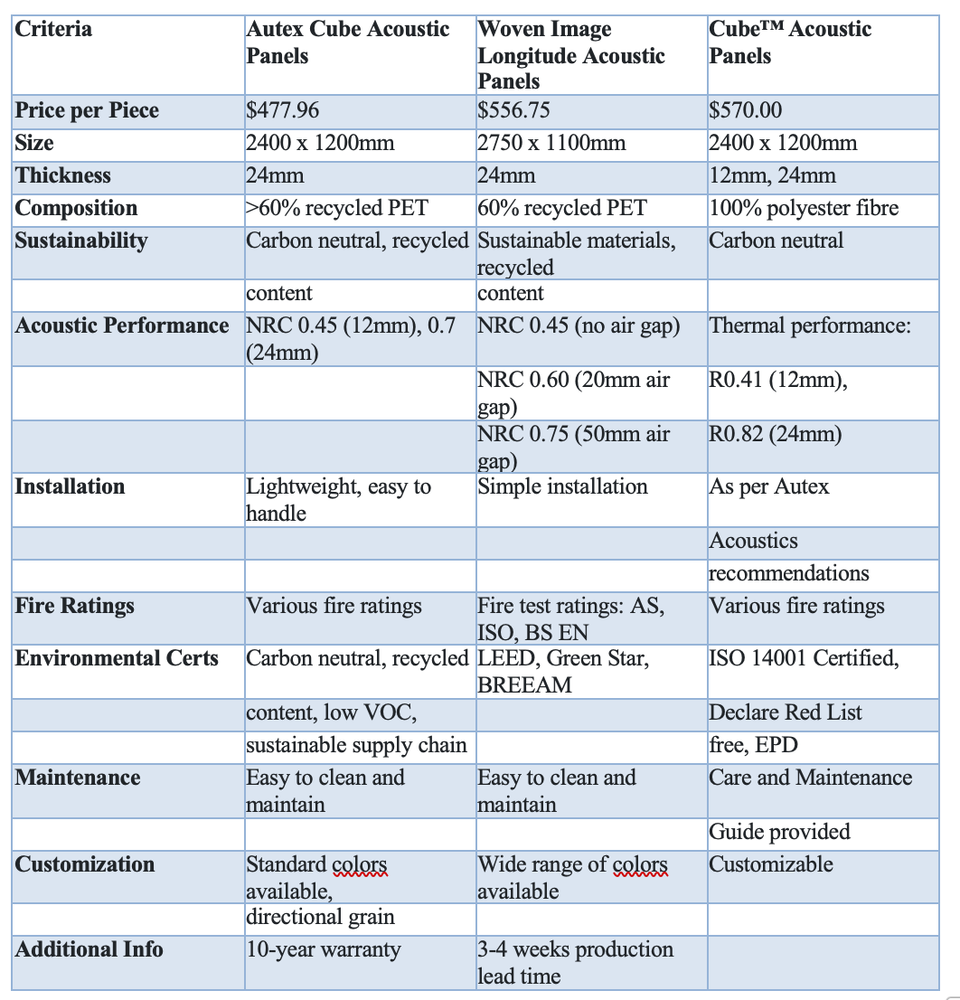 Criteria
Autex Cube Acoustic
Panels
Woven Image
Longitude Acoustic
Panels
Cube™ Acoustic
Panels
Price per Piece
$477.96
$556.75
$570.00
Size
2400 x 1200mm
2750 x 1100mm
2400 x 1200mm
Thickness
24mm
24mm
12mm, 24mm
Composition
>60% recycled PET
60% recycled PET
100% polyester fibre
Sustainability
Carbon neutral, recycled
Sustainable materials,
recycled
Carbon neutral
content
content
Acoustic Performance
NRC 0.45 (12mm), 0.7
(24mm)
NRC 0.45 (no air gap)
Thermal performance:
NRC 0.60 (20mm air
gap)
R0.41 (12mm),
NRC 0.75 (50mm air
gap)
R0.82 (24mm)
Installation
Lightweight, easy to
handle
Simple installation
As per Autex
Acoustics
recommendations
Fire Ratings
Various fire ratings
Fire test ratings: AS,
ISO, BS EN
Various fire ratings
Environmental Certs
Carbon neutral, recycled
LEED, Green Star,
BREEAM
ISO 14001 Certified,
content, low VOC,
Declare Red List
sustainable supply chain
free, EPD
Maintenance
Easy to clean and
maintain
Easy to clean and
maintain
Care and Maintenance
Guide provided
Customization
Standard colors
available,
Wide range of colors
available
Customizable
directional grain
Additional Info
10-year warranty
3-4 weeks production
lead time